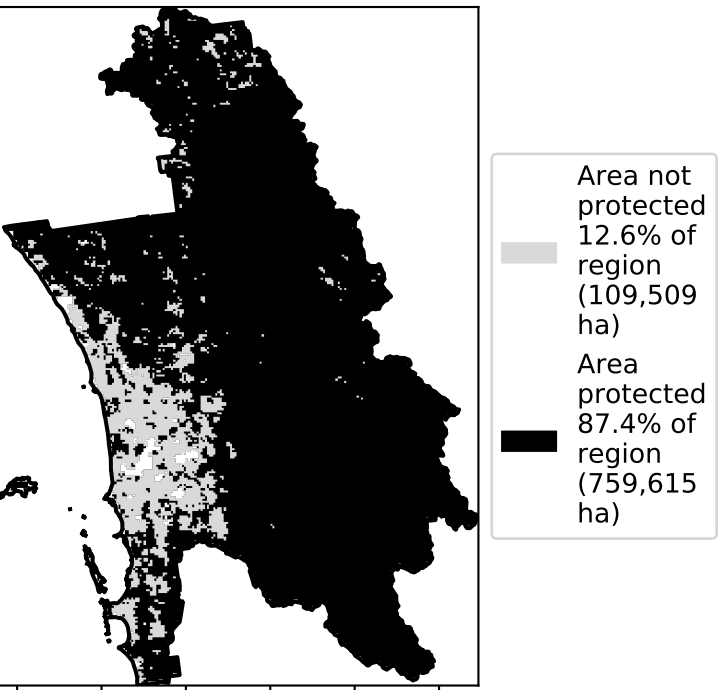 Area not
protected
12.6% of
region
(109,509
ha)
Area
protected
87.4% of
region
(759,615
ha)